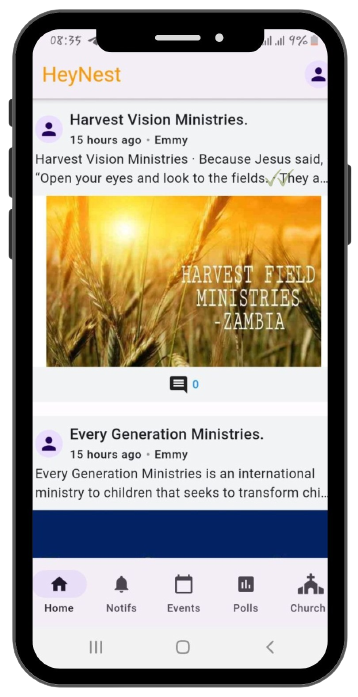 08:35
9%
HeyNest
Harvest Vision Ministries.
15 hours ago • Emmy
Harvest Vision Ministries · Because Jesus said,
“Open your eyes and look to the fields. They a...
HARVEST FIELD
MINISTRIES
-ZAMBIA
0
Every Generation Ministries.
15 hours ago • Emmy
Every Generation Ministries is an international
ministry to children that seeks to transform chi...
Home Notifs Events Polls Church